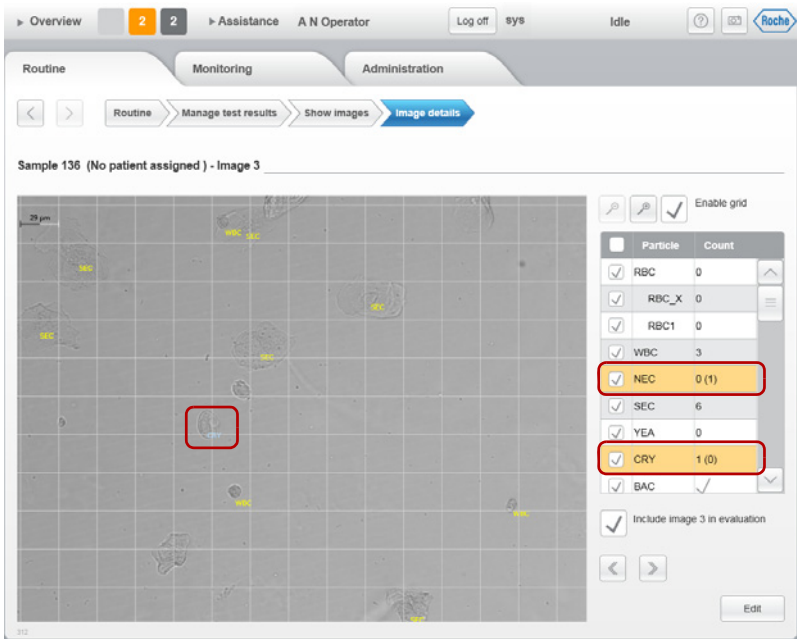 Overview 2 2 Assistance A N Operator Log off sys Idle Roche
Routine Monitoring Administration
Routine Manage test results Show images Image details
Sample 136 (No patient assigned ) - Image 3
Enable grid
Particle Count
RBC 0
RBC_X 0
RBC1 0
WBC 3
NEC 0 (1)
SEC 6
YEA 0
CRY 1 (0)
BAC
Include image 3 in evaluation
Edit
29 µm
WBC SEC
SEC
SEC
SEC
SEC
WBC
WBC
SEC
312